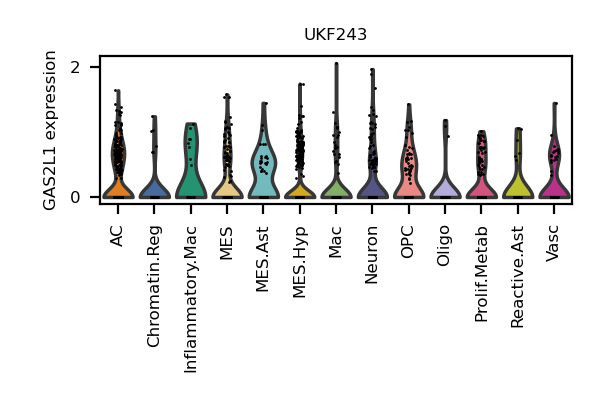 UKF243
GAS2L1 expression
2
0
AC
Chromatin.Reg
Inflammatory.Mac
MES
MES.Ast
MES.Hyp
Mac
Neuron
OPC
Oligo
Prolif.Metab
Reactive.Ast
Vasc